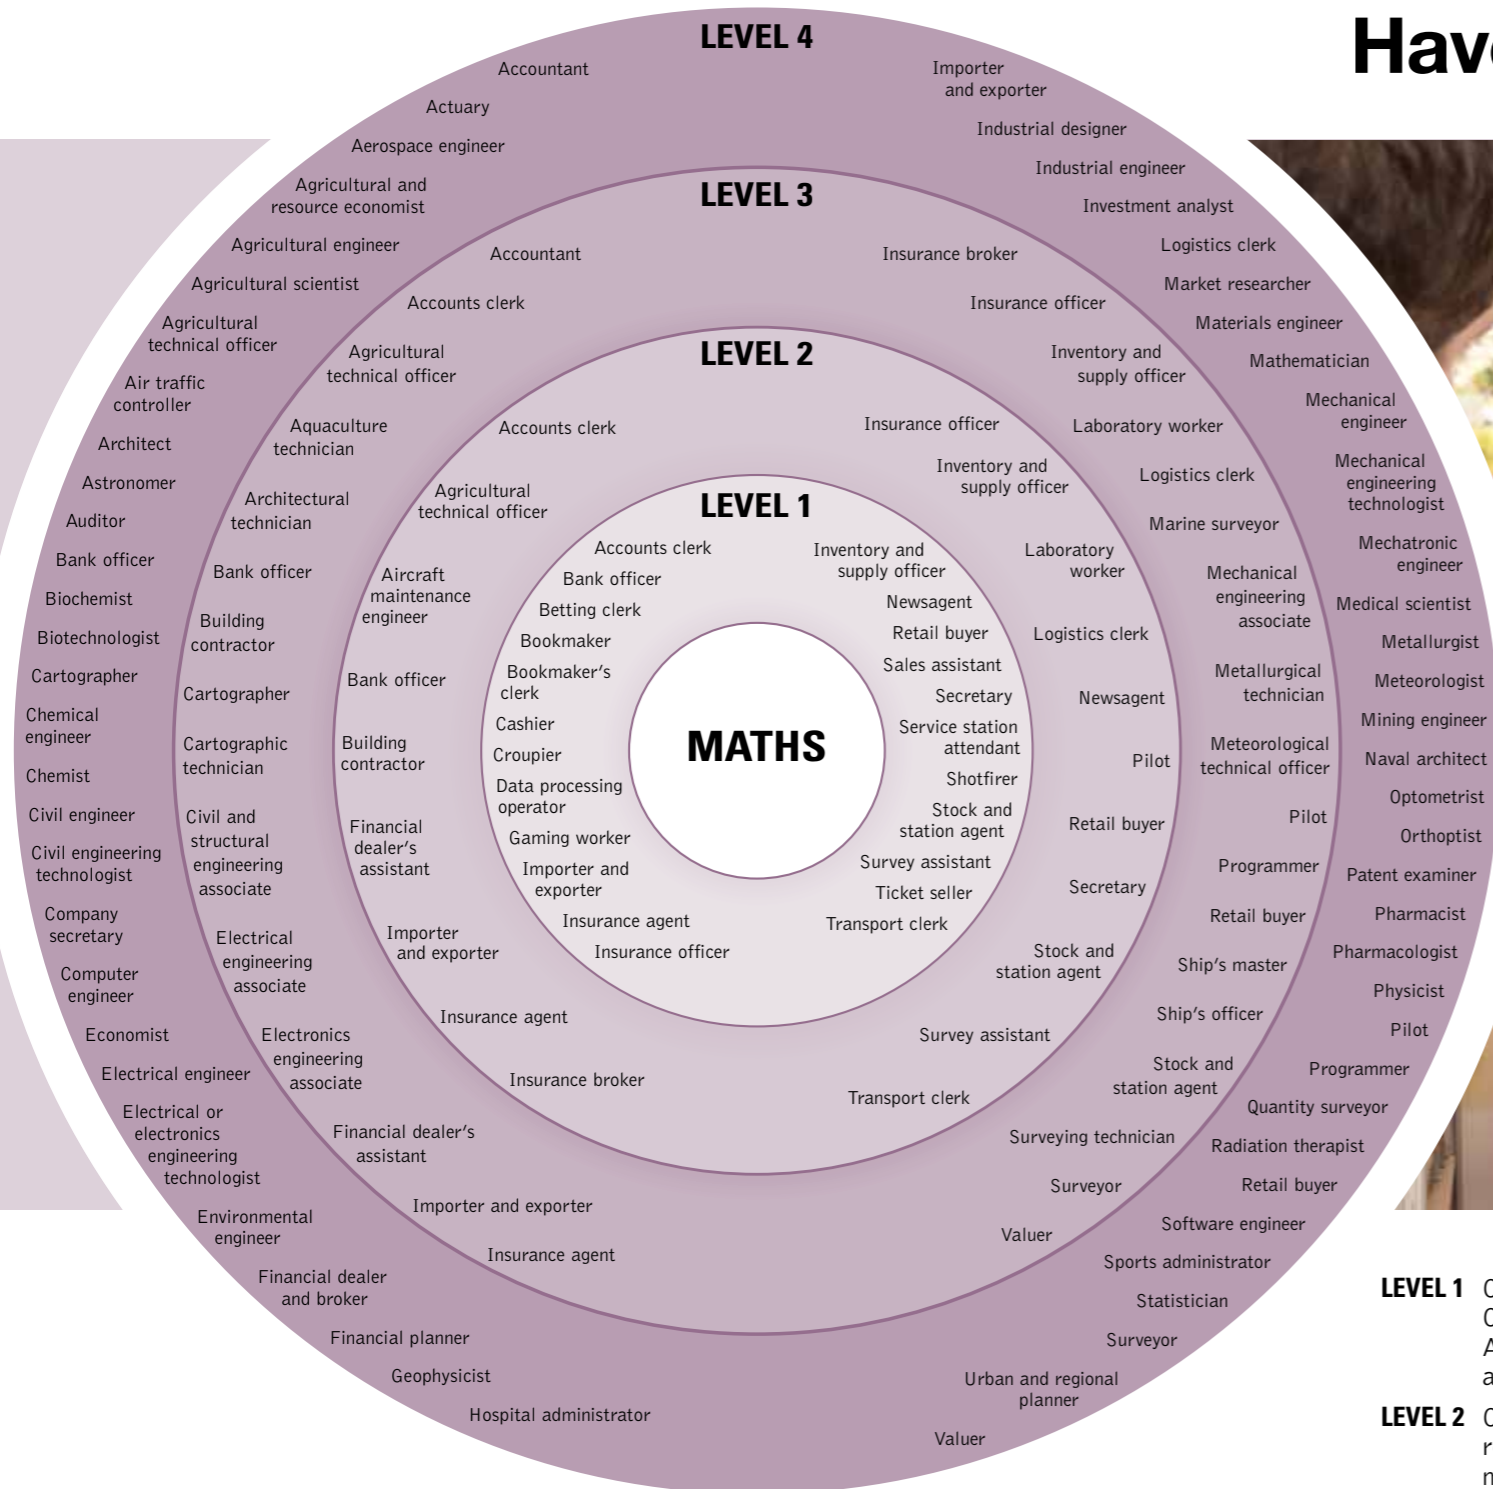 Have
LEVEL 4
Accountant
Actuary
Aerospace engineer
Agricultural and
resource economist
Agricultural engineer
Agricultural scientist
Agricultural
technical officer
Air traffic
controller
Architect
Astronomer
Auditor
Bank officer
Biochemist
Biotechnologist
Cartographer
Chemical
engineer
Chemist
Civil engineer
Civil engineering
technologist
Company
secretary
Computer
engineer
Economist
Electrical engineer
Electrical or
electronics
engineering
technologist
Environmental
engineer
Financial dealer
and broker
Financial planner
Geophysicist
Hospital administrator
Importer
and exporter
Industrial designer
Industrial engineer
Investment analyst
Logistics clerk
Market researcher
Materials engineer
Mathematician
Mechanical
engineer
Mechanical
engineering
technologist
Mechatronic
engineer
Medical scientist
Metallurgist
Meteorologist
Mining engineer
Naval architect
Optometrist
Orthoptist
Patent examiner
Pharmacist
Pharmacologist
Physicist
Pilot
Programmer
Quantity surveyor
Radiation therapist
Retail buyer
Software engineer
Sports administrator
Statistician
Surveyor
Urban and regional
planner
Valuer
LEVEL 3
Accountant
Accounts clerk
Agricultural
technical officer
Aquaculture
technician
Architectural
technician
Bank officer
Building
contractor
Cartographer
Cartographic
technician
Civil and
structural
engineering
associate
Electrical
engineering
associate
Electronics
engineering
associate
Financial dealer's
assistant
Importer and exporter
Insurance agent
Insurance broker
Insurance officer
Inventory and
supply officer
Laboratory worker
Logistics clerk
Marine surveyor
Mechanical
engineering
associate
Metallurgical
technician
Meteorological
technical officer
Pilot
Programmer
Retail buyer
Ship's master
Ship's officer
Stock and
station agent
Surveying technician
Surveyor
Valuer
LEVEL 2
Accounts clerk
Agricultural
technical officer
Aircraft
maintenance
engineer
Bank officer
Building
contractor
Financial
dealer's
assistant
Importer
and exporter
Insurance agent
Insurance broker
Insurance officer
Inventory and
supply officer
Laboratory
worker
Logistics clerk
Newsagent
Pilot
Retail buyer
Secretary
Stock and
station agent
Survey assistant
Transport clerk
LEVEL 1
Accounts clerk
Bank officer
Betting clerk
Bookmaker
Bookmaker's
clerk
Cashier
Croupier
Data processing
operator
Gaming worker
Importer and
exporter
Insurance agent
Insurance officer
Inventory and
supply officer
Newsagent
Retail buyer
Sales assistant
Secretary
Service station
attendant
Shotfirer
Stock and
station agent
Survey assistant
Ticket seller
Transport clerk
MATHS
LEVEL 1
LEVEL 2